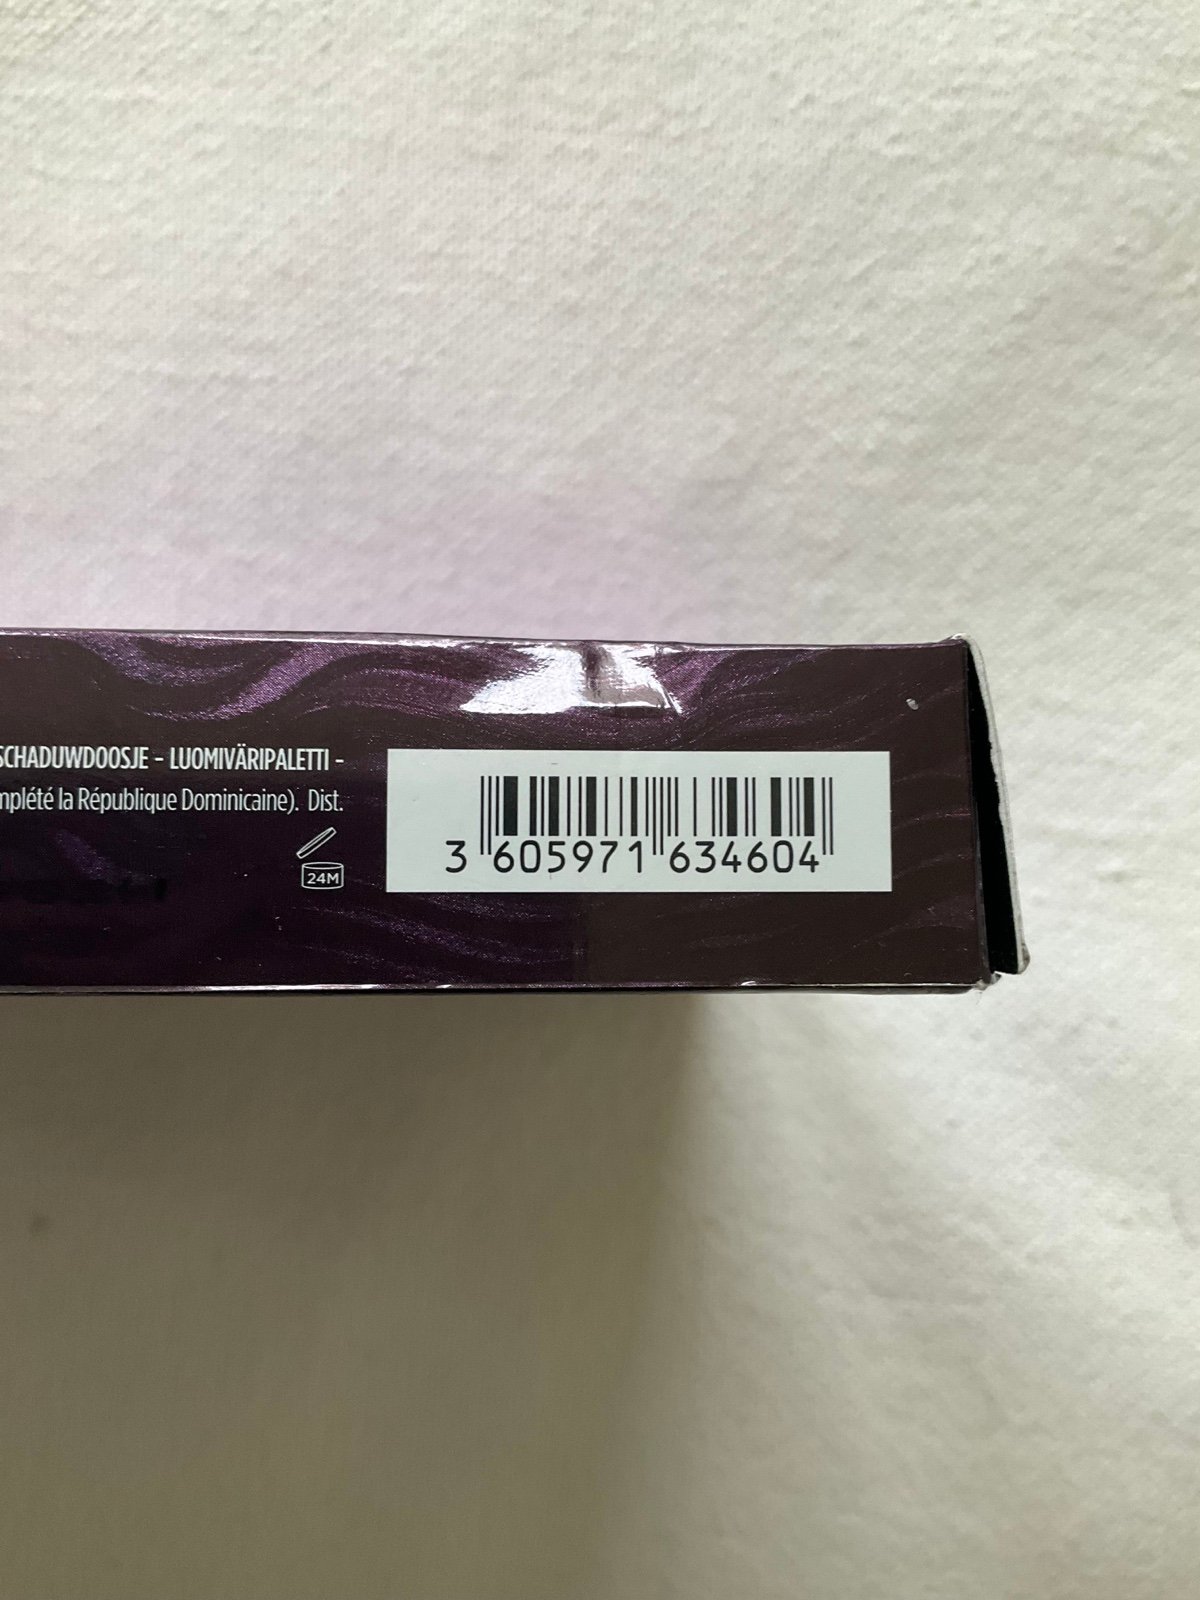 SCHADUWDOOSJE – LUOMIVÄRIPALETTI –
mplété la République Dominicaine). Dist.
24M
3 605971 634604